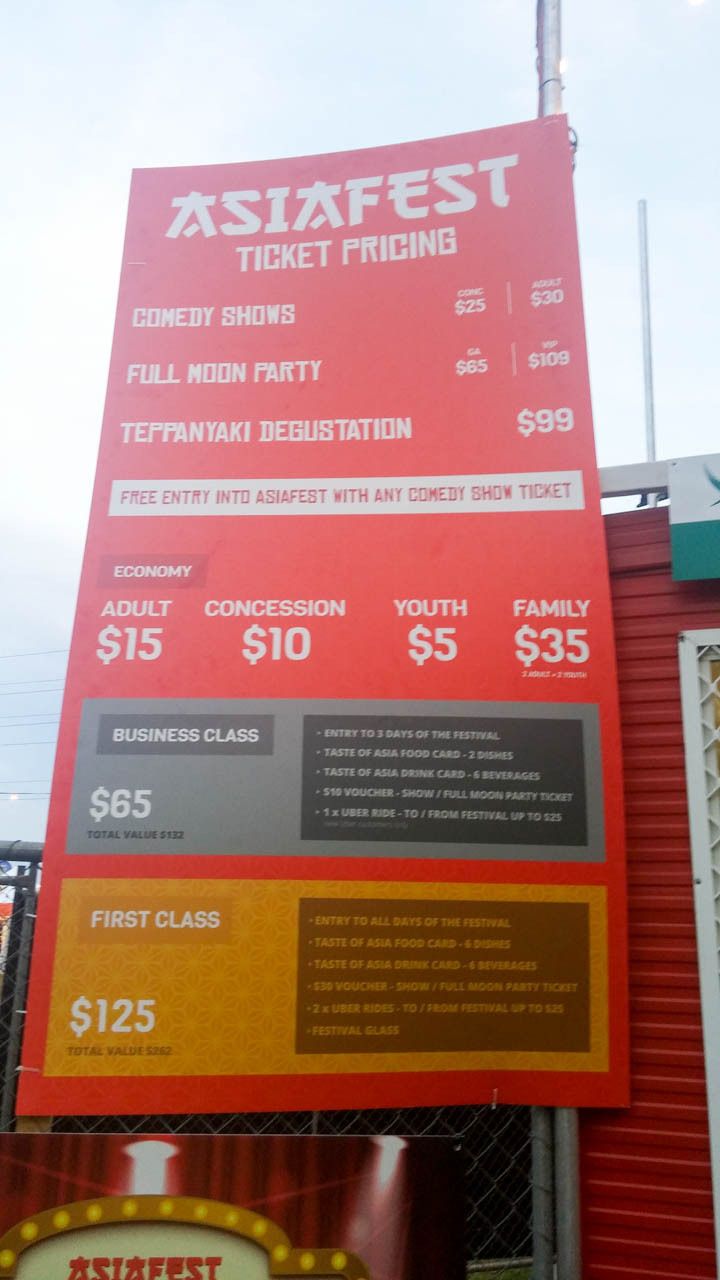 ASIAFEST
TICKET PRICING
COMEDY SHOWS
CONC ADULT
$25 $30
FULL MOON PARTY
GA VIP
$65 $109
TEPPANYAKI DEGUSTATION $99
FREE ENTRY INTO ASIAFEST WITH ANY COMEDY SHOW TICKET
ECONOMY
ADULT CONCESSION YOUTH FAMILY
$15 $10 $5 $35
2 ADULT + 2 YOUTH
BUSINESS CLASS
$65
TOTAL VALUE $132
• ENTRY TO 3 DAYS OF THE FESTIVAL
• TASTE OF ASIA FOOD CARD - 2 DISHES
• TASTE OF ASIA DRINK CARD - 6 BEVERAGES
• $10 VOUCHER - SHOW / FULL MOON PARTY TICKET
• 1 x UBER RIDE - TO / FROM FESTIVAL UP TO $25
new Uber customers only
FIRST CLASS
$125
TOTAL VALUE $262
• ENTRY TO ALL DAYS OF THE FESTIVAL
• TASTE OF ASIA FOOD CARD - 6 DISHES
• TASTE OF ASIA DRINK CARD - 6 BEVERAGES
• $30 VOUCHER - SHOW / FULL MOON PARTY TICKET
• 2 x UBER RIDES - TO / FROM FESTIVAL UP TO $25
• FESTIVAL GLASS
ASIAFEST